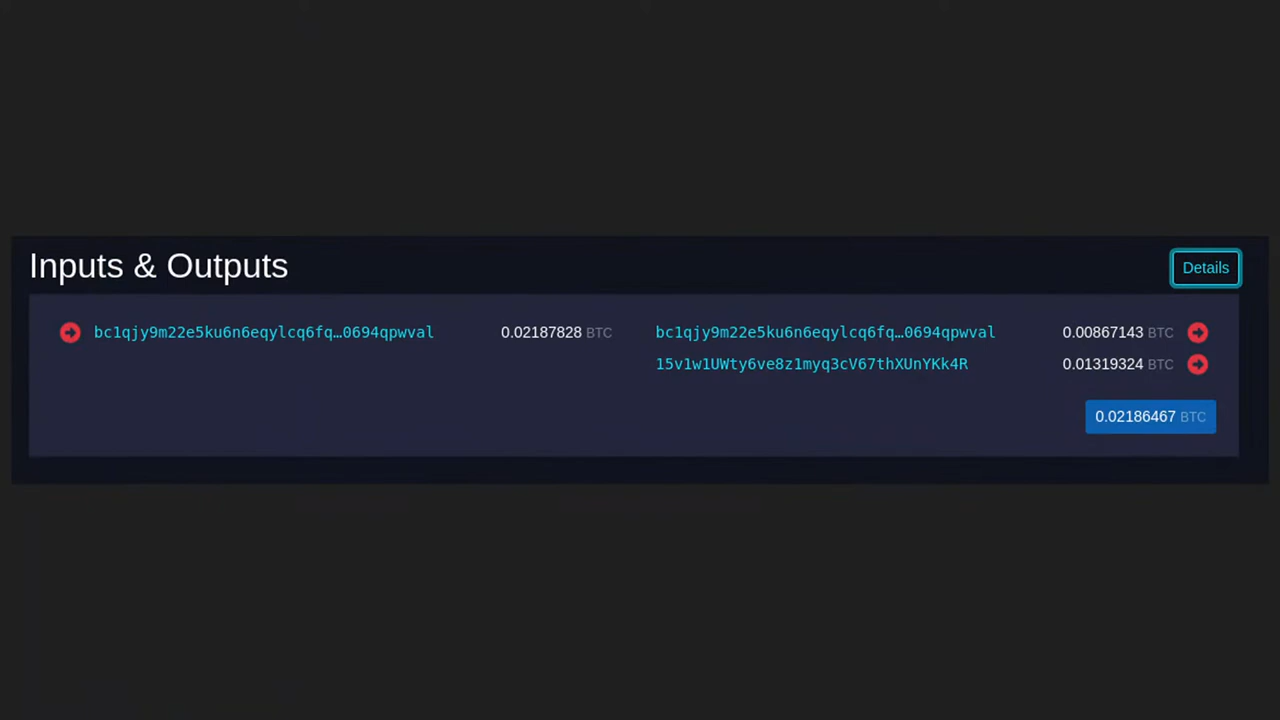 Inputs & Outputs
Details
bc1qjy9m22e5ku6n6eqylcq6fq…0694qpwval 0.02187828 BTC bc1qjy9m22e5ku6n6eqylcq6fq…0694qpwval 0.00867143 BTC
15v1w1UWty6ve8z1myq3cV67thXUnYKk4R 0.01319324 BTC
0.02186467 BTC